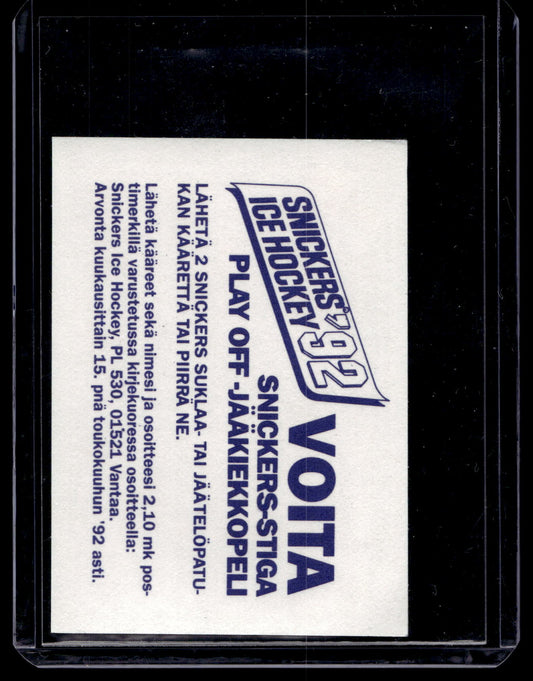 SNICKERS '92
ICE HOCKEY
VOITA
SNICKERS-STIGA
PLAY OFF -JÄÄKIEKKOPELI
LÄHETÄ 2 SNICKERS SUKLAA- TAI JÄÄTELÖPATU-
KAN KÄÄRETTÄ TAI PIIRRÄ NE.
Lähetä kääreet sekä nimesi ja osoitteesi 2,10 mk pos-
timerkillä varustetussa kirjekuoressa osoitteella:
Snickers Ice Hockey, PL 530, 01521 Vantaa.
Arvonta kuukausittain 15. pnä toukokuuhun '92 asti.